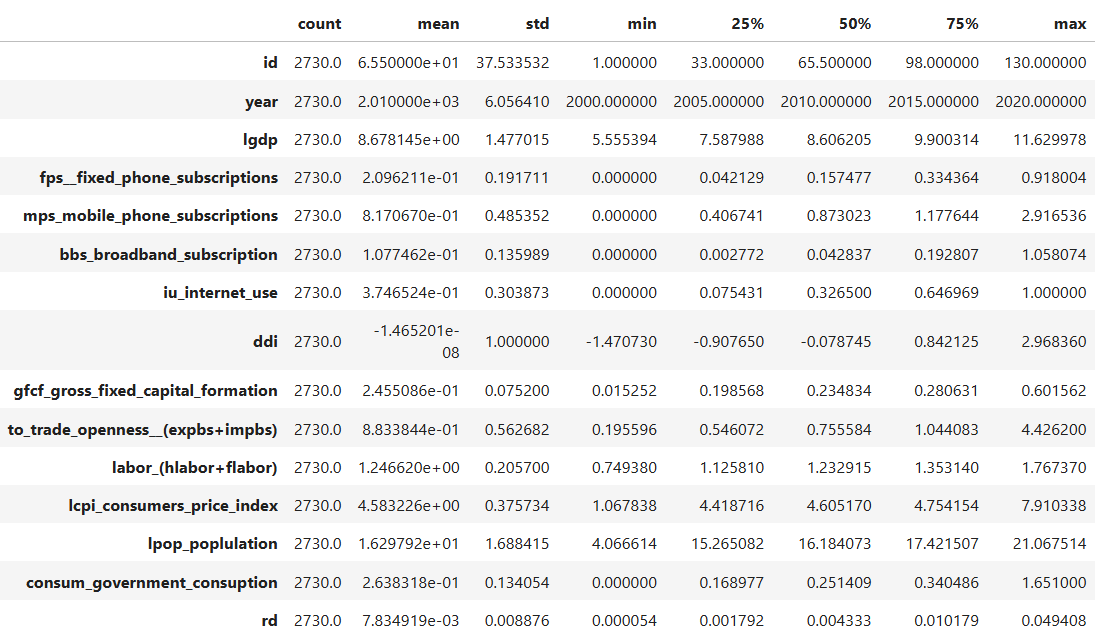 count mean std min 25% 50% 75% max
id 2730.0 6.550000e+01 37.533532 1.000000 33.000000 65.500000 98.000000 130.000000
year 2730.0 2.010000e+03 6.056410 2000.000000 2005.000000 2010.000000 2015.000000 2020.000000
lgdp 2730.0 8.678145e+00 1.477015 5.555394 7.587988 8.606205 9.900314 11.629978
fps__fixed_phone_subscriptions 2730.0 2.096211e-01 0.191711 0.000000 0.042129 0.157477 0.334364 0.918004
mps_mobile_phone_subscriptions 2730.0 8.170670e-01 0.485352 0.000000 0.406741 0.873023 1.177644 2.916536
bbs_broadband_subscription 2730.0 1.077462e-01 0.135989 0.000000 0.002772 0.042837 0.192807 1.058074
iu_internet_use 2730.0 3.746524e-01 0.303873 0.000000 0.075431 0.326500 0.646969 1.000000
ddi 2730.0 -1.465201e-
08 1.000000 -1.470730 -0.907650 -0.078745 0.842125 2.968360
gfcf_gross_fixed_capital_formation 2730.0 2.455086e-01 0.075200 0.015252 0.198568 0.234834 0.280631 0.601562
to_trade_openness__(expbs+impbs) 2730.0 8.833844e-01 0.562682 0.195596 0.546072 0.755584 1.044083 4.426200
labor_(hlabor+flabor) 2730.0 1.246620e+00 0.205700 0.749380 1.125810 1.232915 1.353140 1.767370
lcpi_consumers_price_index 2730.0 4.583226e+00 0.375734 1.067838 4.418716 4.605170 4.754154 7.910338
lpop_poplulation 2730.0 1.629792e+01 1.688415 4.066614 15.265082 16.184073 17.421507 21.067514
consum_government_consuption 2730.0 2.638318e-01 0.134054 0.000000 0.168977 0.251409 0.340486 1.651000
rd 2730.0 7.834919e-03 0.008876 0.000054 0.001792 0.004333 0.010179 0.049408